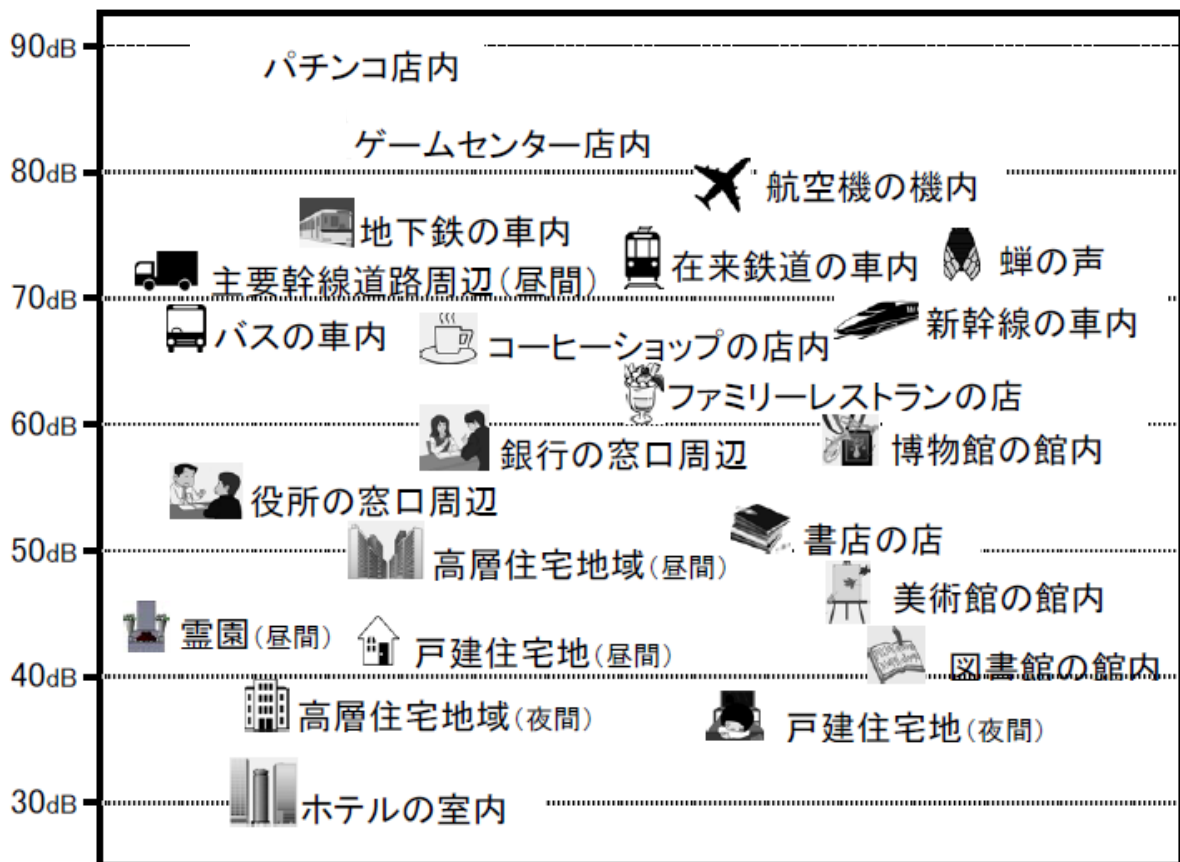 90dB
パチンコ店内
ゲームセンター店内
80dB
航空機の機内
地下鉄の車内
在来鉄道の車内
蝉の声
主要幹線道路周辺(昼間)
70dB
バスの車内
コーヒーショップの店内
新幹線の車内
ファミリーレストランの店
60dB
銀行の窓口周辺
博物館の館内
役所の窓口周辺
書店の店
50dB
高層住宅地域(昼間)
美術館の館内
霊園(昼間)
戸建住宅地(昼間)
図書館の館内
40dB
高層住宅地域(夜間)
戸建住宅地(夜間)
30dB
ホテルの室内